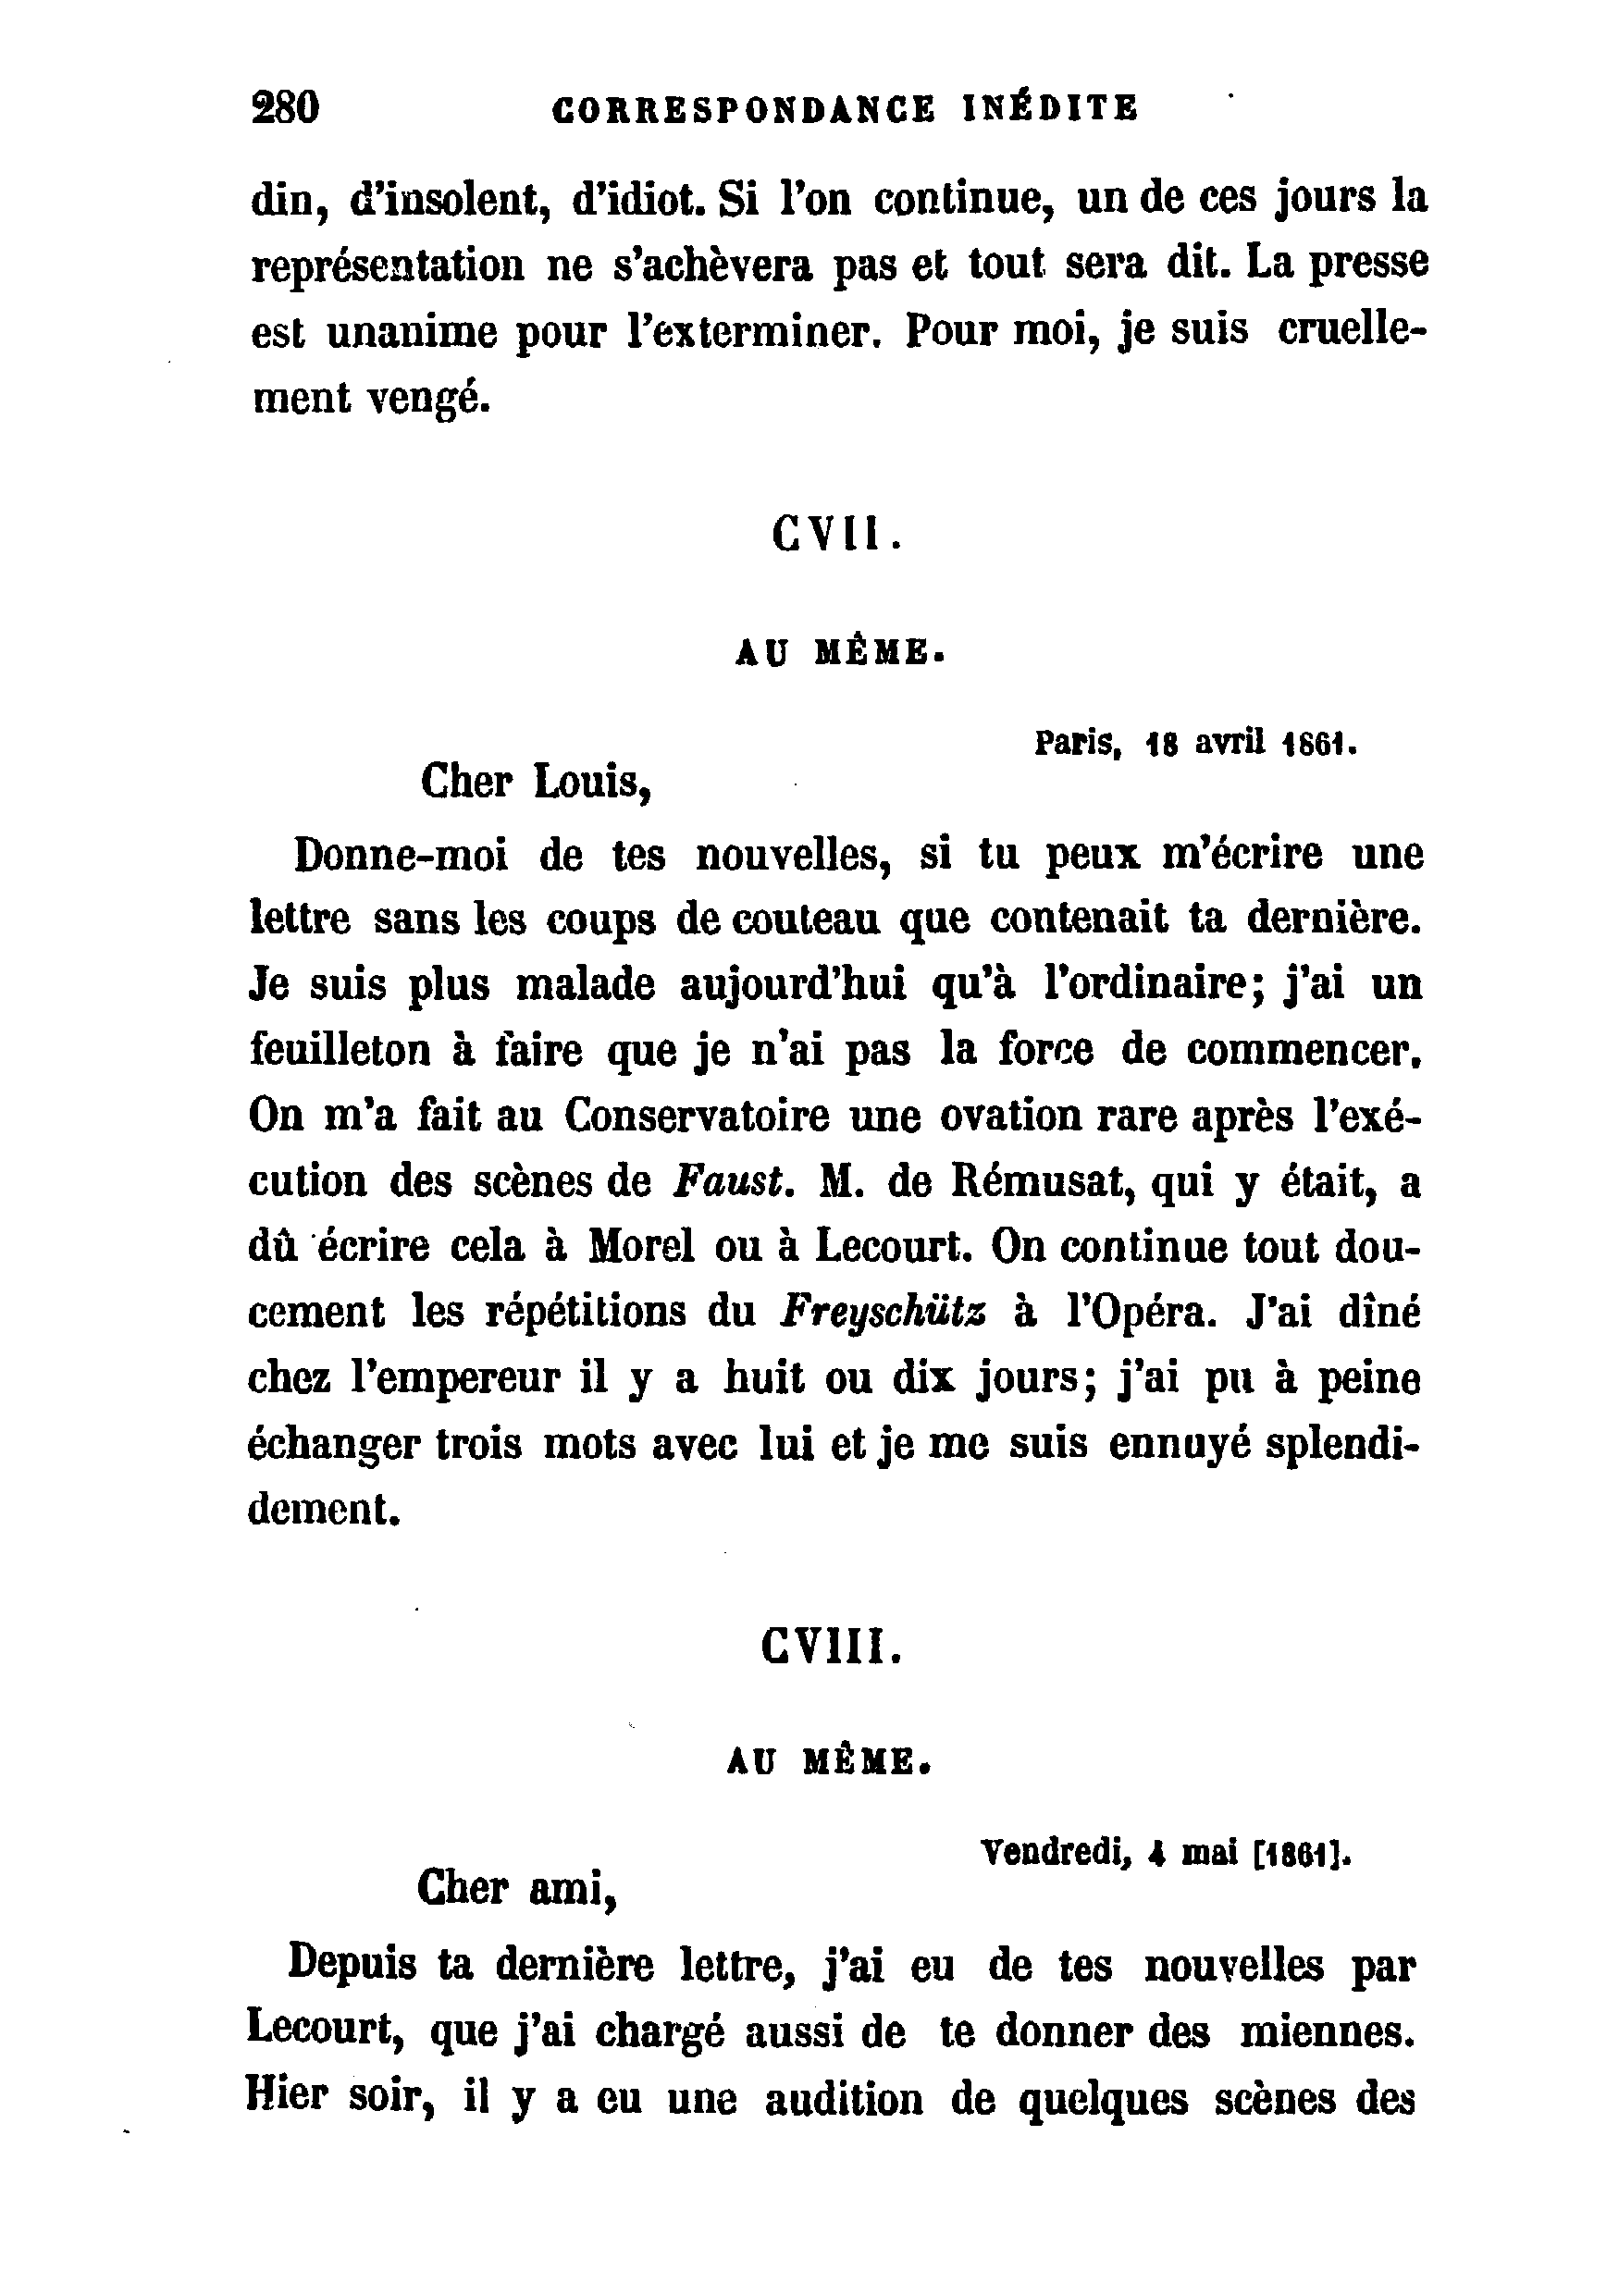 280 CORRESPONDANCE INÉDITE
din, d'insolent, d'idiot. Si l'on continue, un de ces jours la
représentation ne s'achèvera pas et tout sera dit. La presse
est unanime pour l'exterminer. Pour moi, je suis cruelle-
ment vengé.
CVII.
AU MÊME.
Paris, 18 avril 1861.
Cher Louis,
Donne-moi de tes nouvelles, si tu peux m'écrire une
lettre sans les coups de couteau que contenait ta dernière.
Je suis plus malade aujourd'hui qu'à l'ordinaire; j'ai un
feuilleton à faire que je n'ai pas la force de commencer.
On m'a fait au Conservatoire une ovation rare après l'exé-
cution des scènes de Faust. M. de Rémusat, qui y était, a
dû écrire cela à Morel ou à Lecourt. On continue tout dou-
cement les répétitions du Freyschütz à l'Opéra. J'ai dîné
chez l'empereur il y a huit ou dix jours; j'ai pu à peine
échanger trois mots avec lui et je me suis ennuyé splendi-
dement.
CVIII.
AU MÊME.
Vendredi, 4 mai [1861].
Cher ami,
Depuis ta dernière lettre, j'ai eu de tes nouvelles par
Lecourt, que j'ai chargé aussi de te donner des miennes.
Hier soir, il y a eu une audition de quelques scènes des